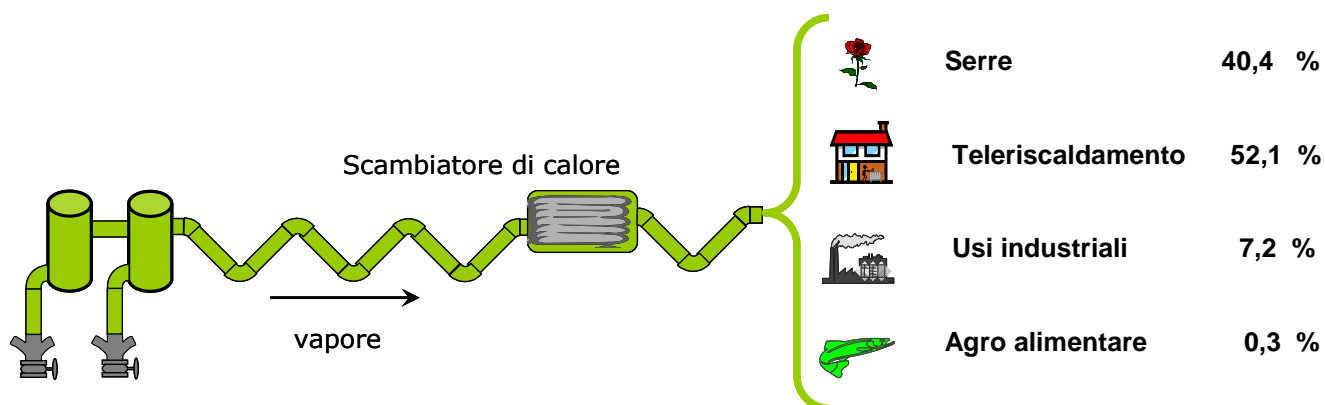 Serre 40,4 %
Scambiatore di calore
Teleriscaldamento 52,1 %
Usi industriali 7,2 %
vapore
Agro alimentare 0,3 %